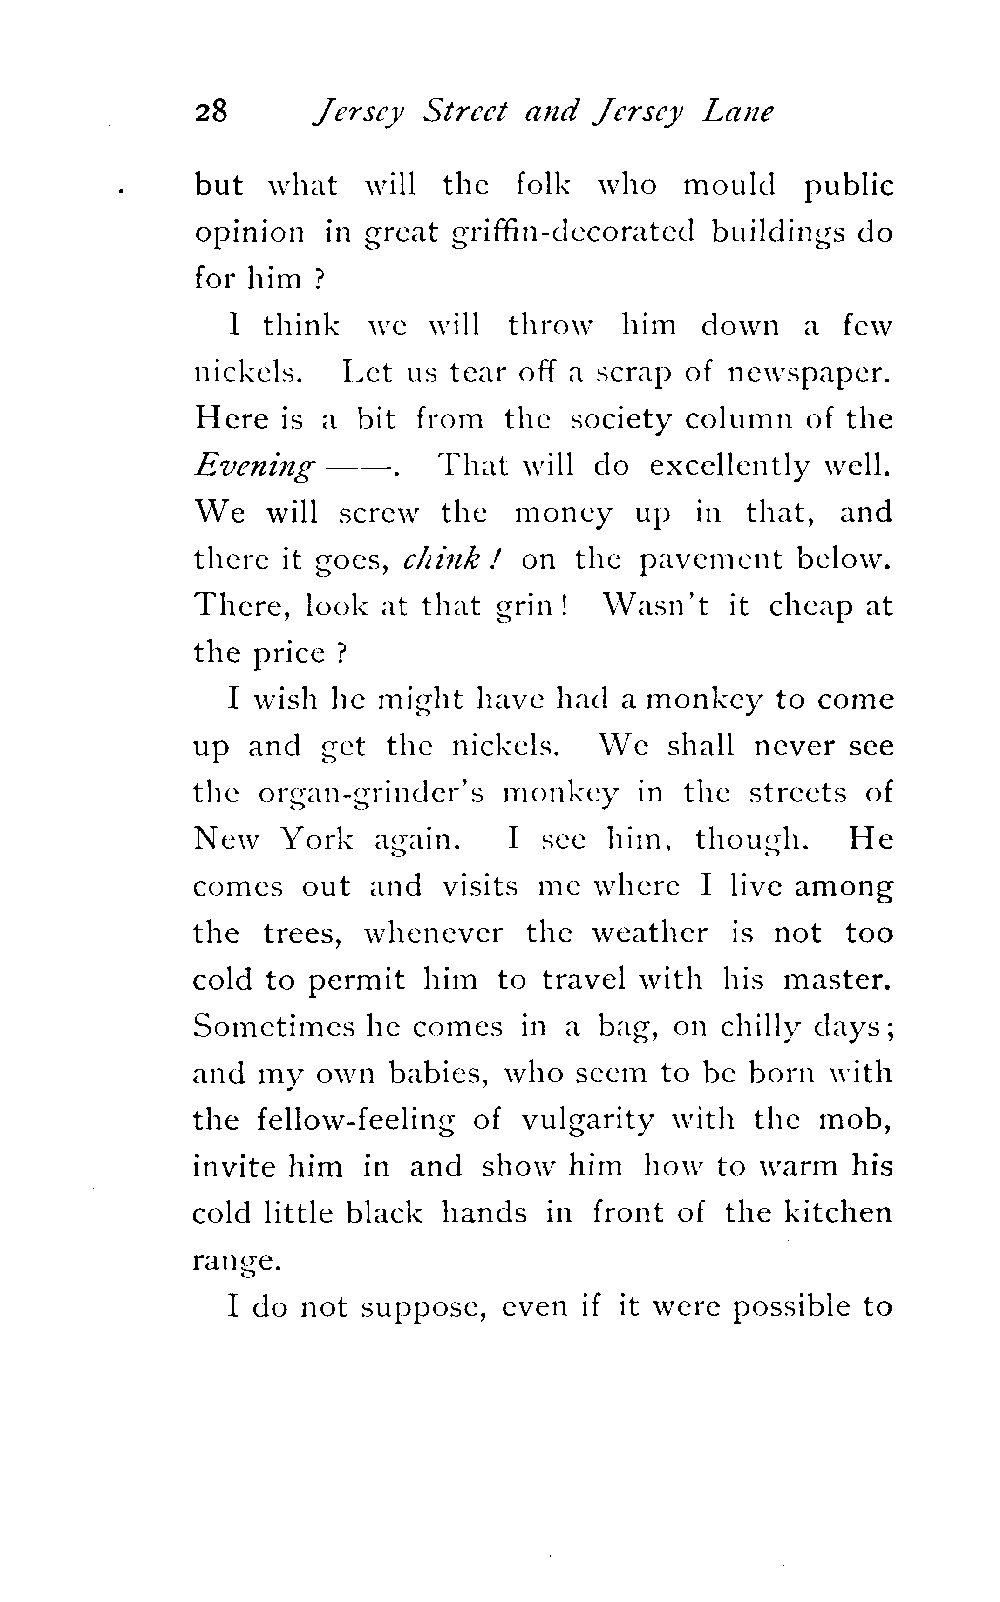 28 Jersey Street and Jersey Lane
but what will the folk who mould public
opinion in great griffin-decorated buildings do
for him ?
I think we will throw him down a few
nickels. Let us tear off a scrap of newspaper.
Here is a bit from the society column of the
Evening ——. That will do excellently well.
We will screw the money up in that, and
there it goes, chink ! on the pavement below.
There, look at that grin ! Wasn't it cheap at
the price ?
I wish he might have had a monkey to come
up and get the nickels. We shall never see
the organ-grinder's monkey in the streets of
New York again. I see him, though. He
comes out and visits me where I live among
the trees, whenever the weather is not too
cold to permit him to travel with his master.
Sometimes he comes in a bag, on chilly days ;
and my own babies, who seem to be born with
the fellow-feeling of vulgarity with the mob,
invite him in and show him how to warm his
cold little black hands in front of the kitchen
range.
I do not suppose, even if it were possible to